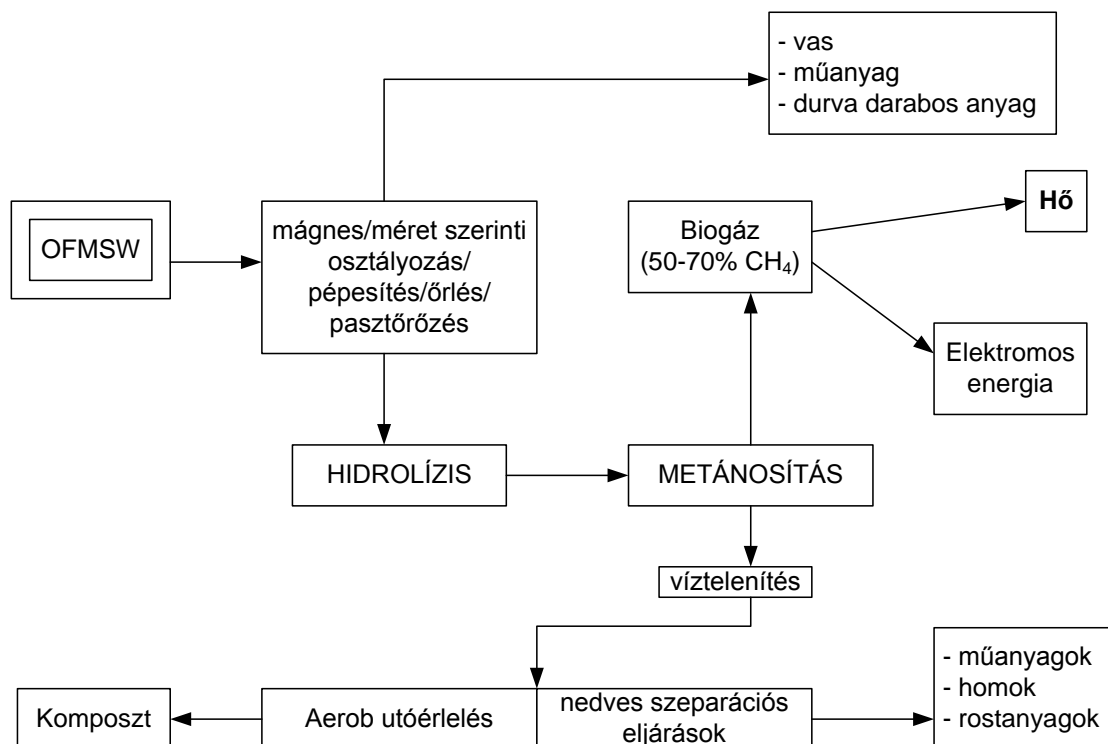 - vas
- műanyag
- durva darabos anyag
OFMSW
mágnes/méret szerinti
osztályozás/
pépesítés/őrlés/
pasztőrőzés
Biogáz
(50-70% CH₄)
Hő
Elektromos
energia
HIDROLÍZIS
METÁNOSÍTÁS
víztelenítés
Komposzt
Aerob utóérlelés
nedves szeparációs
eljárások
- műanyagok
- homok
- rostanyagok